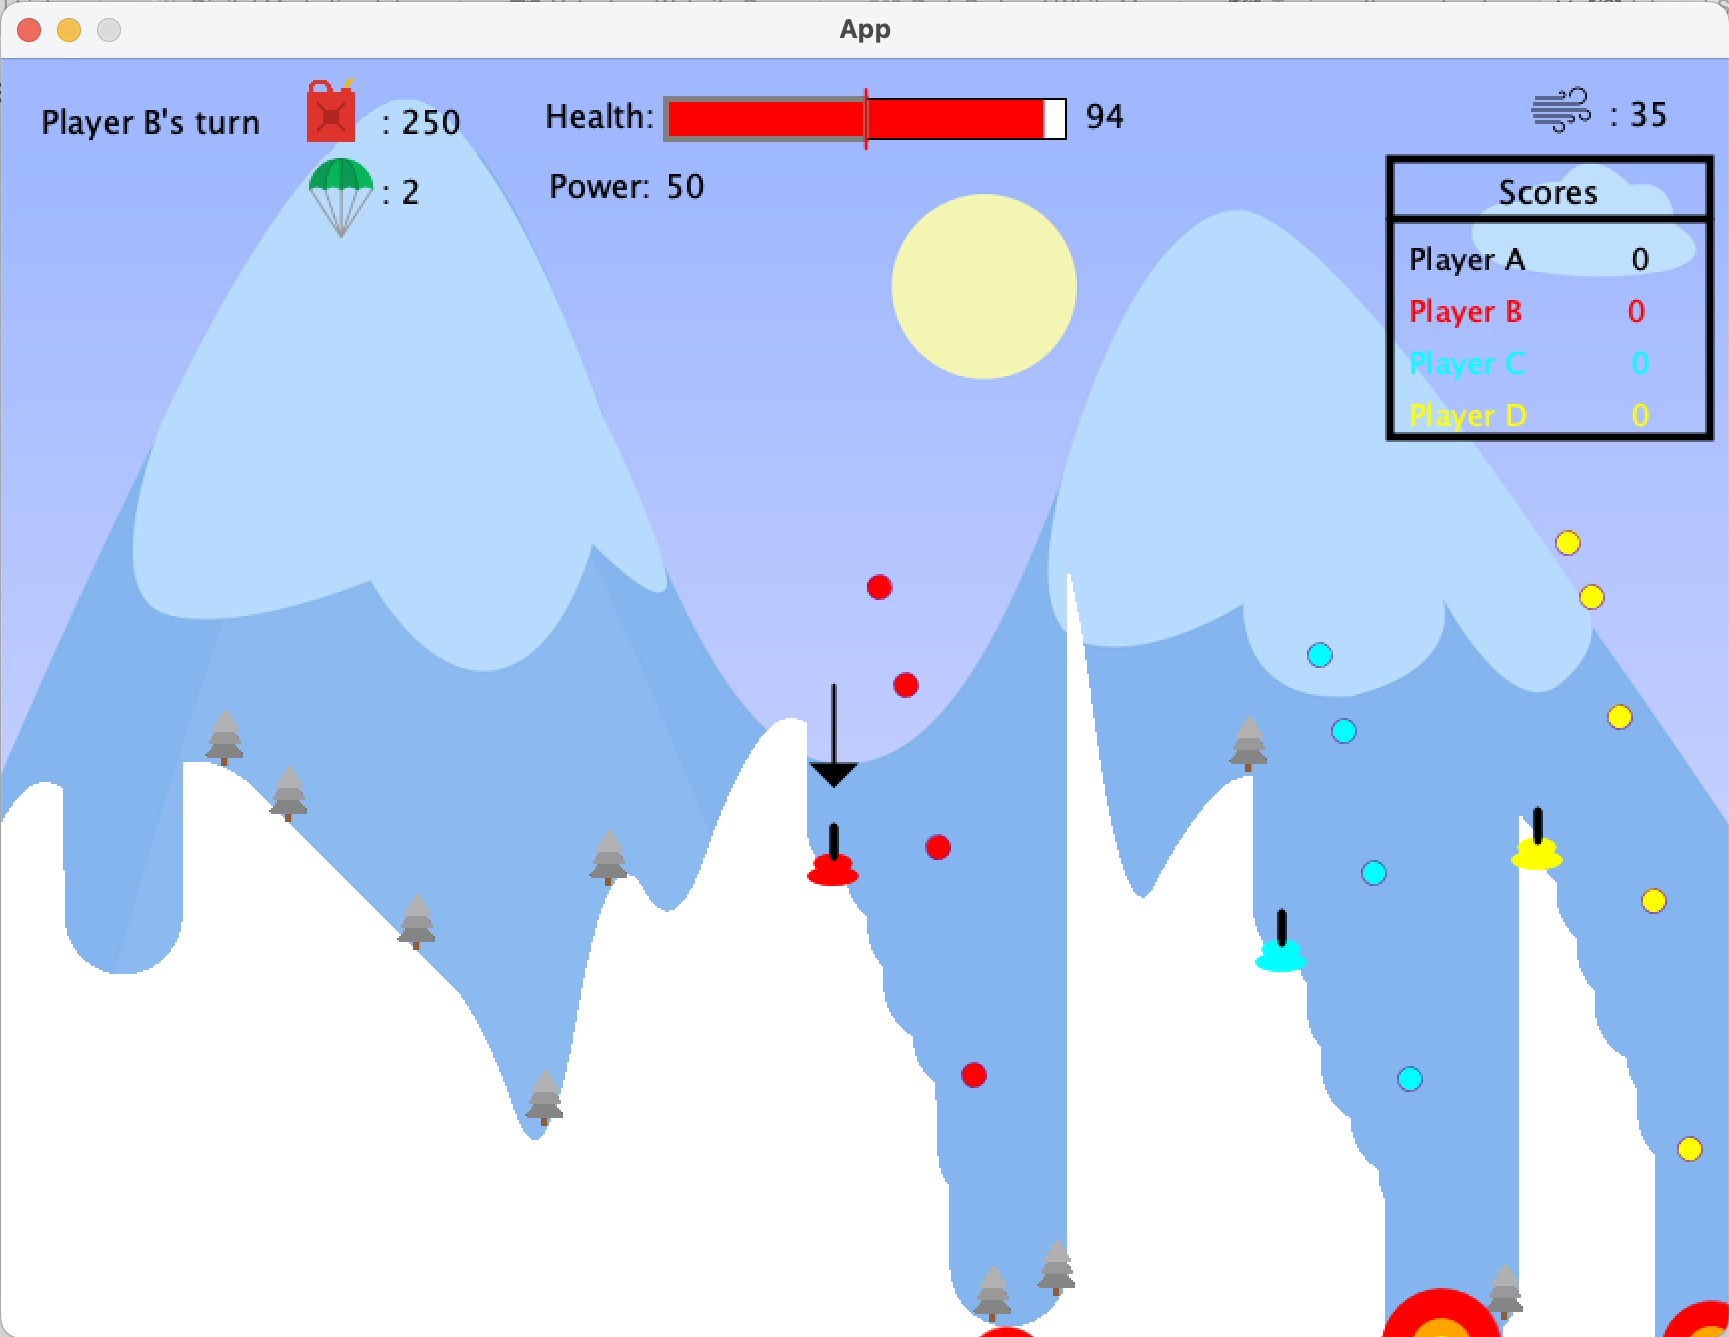 App
Player B's turn : 250 Health: 94 : 35
: 2 Power: 50
Scores
Player A 0
Player B 0
Player C 0
Player D 0